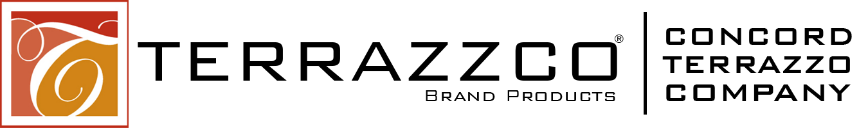 T
TERRAZZCO®
BRAND PRODUCTS
CONCORD
TERRAZZO
COMPANY